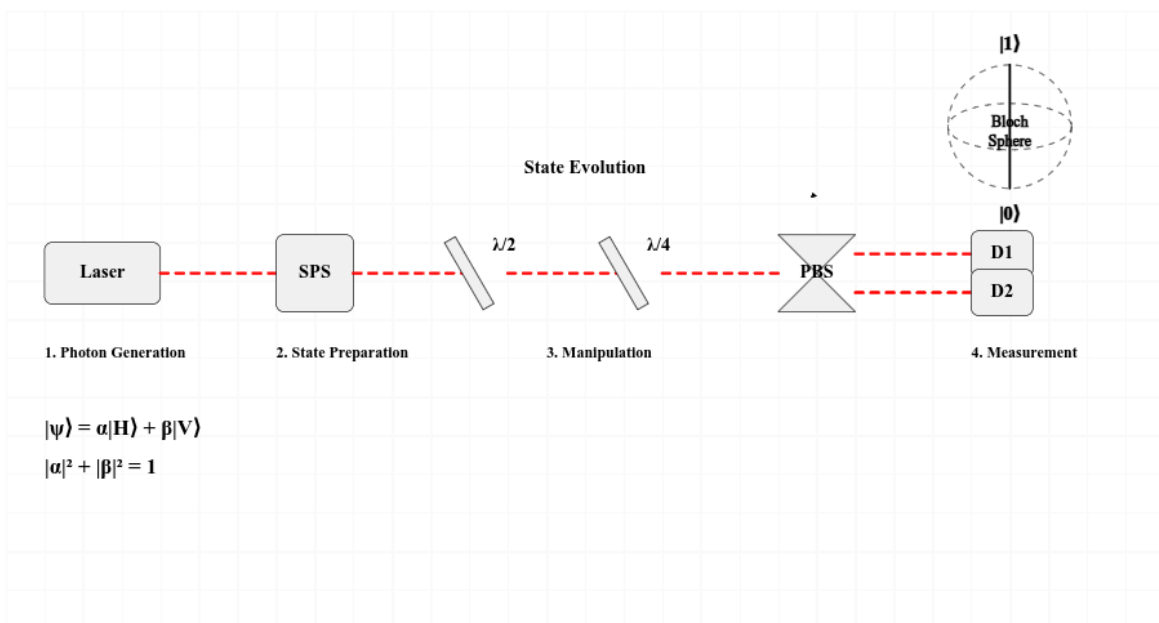 |1⟩
Bloch
Sphere
State Evolution
|0⟩
λ/2
λ/4
Laser
SPS
PBS
D1
D2
1. Photon Generation
2. State Preparation
3. Manipulation
4. Measurement
|ψ⟩ = α|H⟩ + β|V⟩
|α|² + |β|² = 1